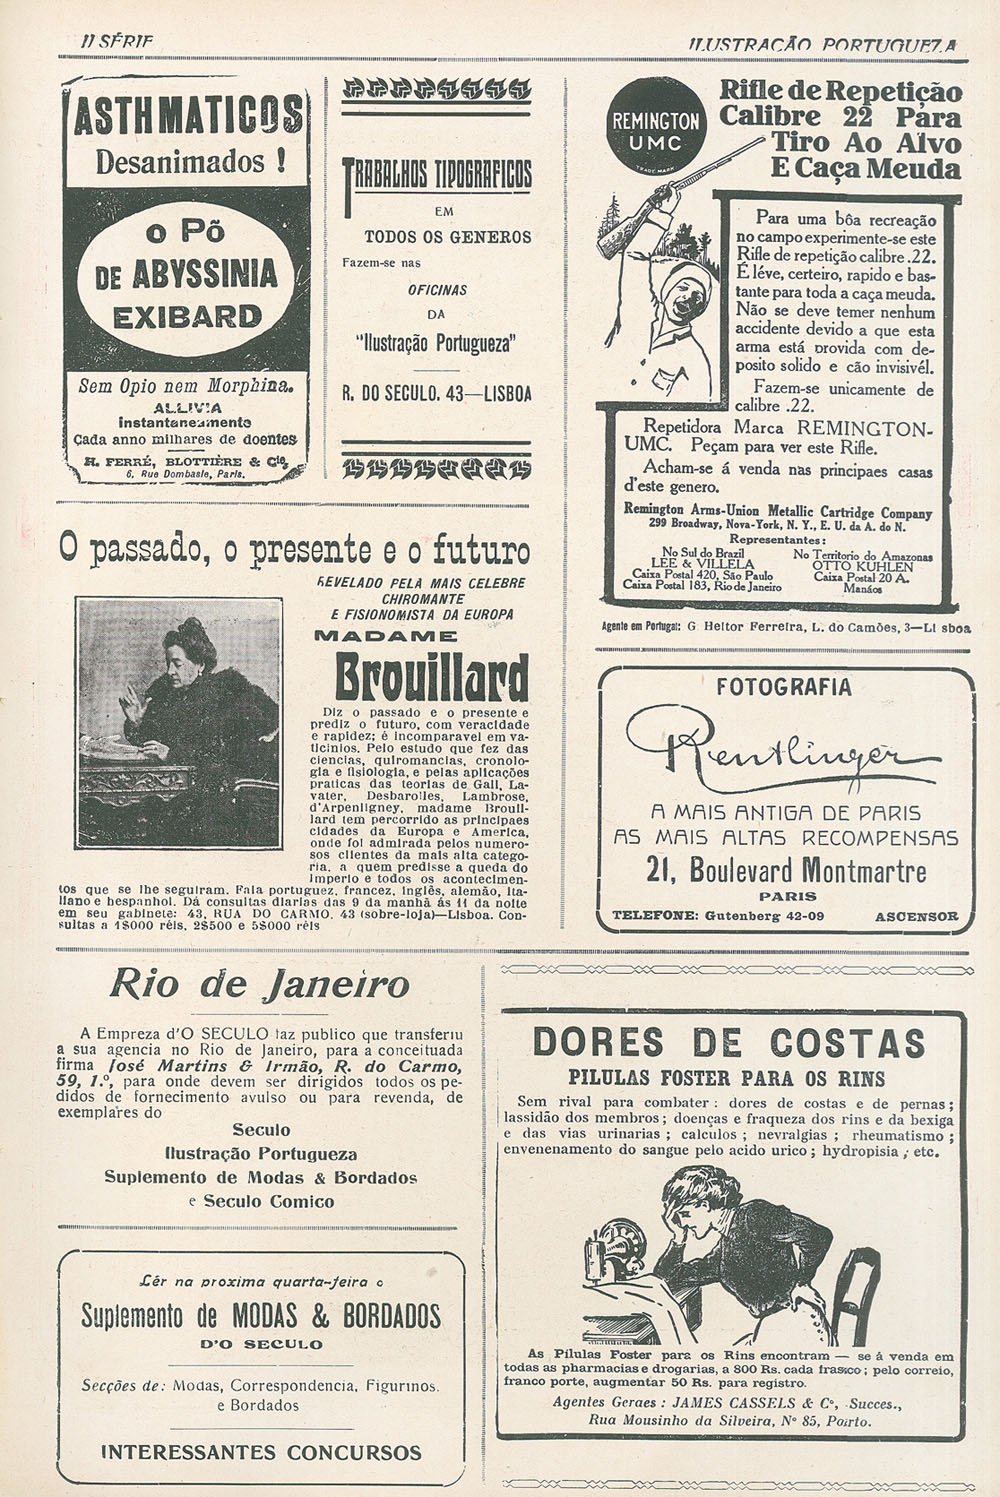 II SÉRIE
ILUSTRAÇÃO PORTUGUEZA
ASTHMATICOS
Desanimados !
O Pó
DE ABYSSINIA
EXIBARD
Sem Opio nem Morphina.
ALLIVIA
instantaneamente
Cada anno milhares de doentes
H. FERRÉ, BLOTTIÈRE & Cie
6, Rue Dombasle, Paris.
TRABALHOS TIPOGRAFICOS
EM
TODOS OS GENEROS
Fazem-se nas
OFICINAS
DA
"Ilustração Portugueza"
R. DO SECULO, 43—LISBOA
REMINGTON
UMC
TRADE MARK
Rifle de Repetição
Calibre 22 Para
Tiro Ao Alvo
E Caça Meuda
Para uma bôa recreação
no campo experimente-se este
Rifle de repetição calibre .22.
É léve, certeiro, rapido e bas-
tante para toda a caça meuda.
Não se deve temer nenhum
accidente devido a que esta
arma está provida com de-
posito solido e cão invisivél.
Fazem-se unicamente de
calibre .22.
Repetidora Marca REMINGTON-
UMC. Peçam para ver este Rifle.
Acham-se á venda nas principaes casas
d'este genero.
Remington Arms-Union Metallic Cartridge Company
299 Broadway, Nova-York, N. Y., E. U. da A. do N.
Representantes:
No Sul do Brazil
LEE & VILLELA
Caixa Postal 420, São Paulo
Caixa Postal 183, Rio de Janeiro
No Territorio do Amazonas
OTTO KUHLEN
Caixa Postal 20 A.
Manáos
Agente em Portugal: G Heitor Ferreira, L. do Camões, 3—Lisboa
O passado, o presente e o futuro
REVELADO PELA MAIS CELEBRE
CHIROMANTE
E FISIONOMISTA DA EUROPA
MADAME
Brouillard
Diz o passado e o presente e
prediz o futuro, com veracidade
e rapidez; é incomparavel em va-
ticinios. Pelo estudo que fez das
ciencias, quiromancias, cronolo-
gia e fisiologia, e pelas aplicações
praticas das teorias de Gall, La-
vater, Desbarolles, Lambrose,
d'Arpenligney, madame Brouil-
lard tem percorrido as principaes
cidades da Europa e America,
onde foi admirada pelos numero-
sos clientes da mais alta catego-
ria, a quem predisse a queda do
Imperio e todos os acontecimen-
tos que se lhe seguiram. Fala portuguez, francez, inglês, alemão, ita-
liano e hespanhol. Dá consultas diarias das 9 da manhã ás 11 da noite
em seu gabinete: 43, RUA DO CARMO, 43 (sobre-loja)—Lisboa. Con-
sultas a 1$000 réis, 2$500 e 5$000 réis
FOTOGRAFIA
Reutlinger
A MAIS ANTIGA DE PARIS
AS MAIS ALTAS RECOMPENSAS
21, Boulevard Montmartre
PARIS
TELEFONE: Gutenberg 42-09 ASCENSOR
Rio de Janeiro
A Empreza d'O SECULO faz publico que transferiu
a sua agencia no Rio de Janeiro, para a conceituada
firma José Martins & Irmão, R. do Carmo,
59, 1.º, para onde devem ser dirigidos todos os pe-
didos de fornecimento avulso ou para revenda, de
exemplares do
Seculo
Ilustração Portugueza
Suplemento de Modas & Bordados
e Seculo Comico
Lêr na proxima quarta-feira o
Suplemento de MODAS & BORDADOS
D'O SECULO
Secções de: Modas, Correspondencia, Figurinos,
e Bordados
INTERESSANTES CONCURSOS
DORES DE COSTAS
PILULAS FOSTER PARA OS RINS
Sem rival para combater : dores de costas e de pernas ;
lassidão dos membros ; doenças e fraqueza dos rins e da bexiga
e das vias urinarias ; calculos ; nevralgias ; rheumatismo ;
envenenamento do sangue pelo acido urico ; hydropisia ; etc.
As Pilulas Foster para os Rins encontram — se á venda em
todas as pharmacias e drogarias, a 800 Rs. cada frasco ; pelo correio,
franco porte, augmentar 50 Rs. para registro.
Agentes Geraes : JAMES CASSELS & Cº, Succes.,
Rua Mousinho da Silveira, Nº 85, Porto.